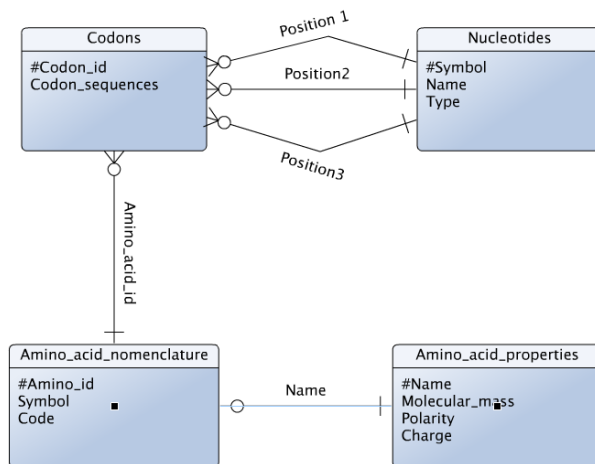 Codons
#Codon_id
Codon_sequences
Position 1
Position2
Position3
Nucleotides
#Symbol
Name
Type
Amino_acid_id
Amino_acid_nomenclature
#Amino_id
Symbol
Code
Name
Amino_acid_properties
#Name
Molecular_mass
Polarity
Charge